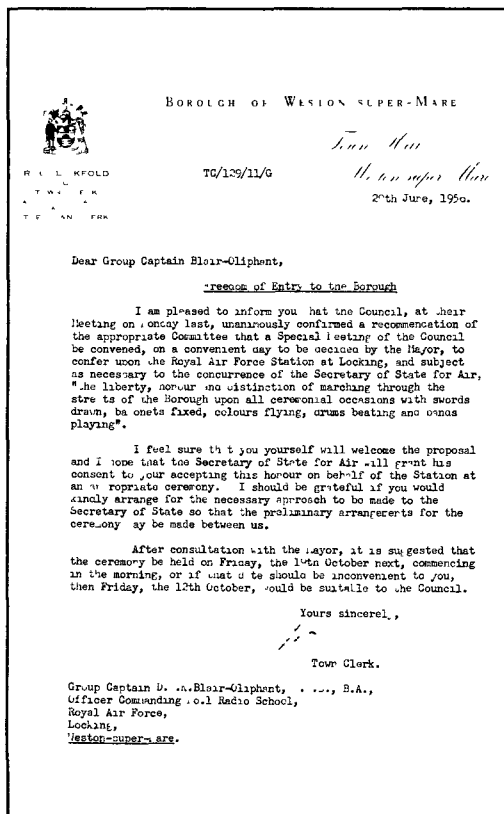 BOROUGH OF WESTON SUPER-MARE
Town
Weston super Mare
TG/129/11/G
June, 1956.
Dear Group Captain Blair-Oliphant,
Freedom of Entry to the Borough
I am pleased to inform you that the Council, at their
Meeting on Monday last, unanimously confirmed a recommendation of
the appropriate Committee that a Special Meeting of the Council
be convened, on a convenient day to be decided by the Mayor, to
confer upon the Royal Air Force Station at Locking, and subject
as necessary to the concurrence of the Secretary of State for Air,
"the liberty, honour and distinction of marching through the
streets of the Borough upon all ceremonial occasions with swords
drawn, bayonets fixed, colours flying, drums beating and bands
playing".
I feel sure that you yourself will welcome the proposal
and I hope that the Secretary of State for Air will grant his
consent to your accepting this honour on behalf of the Station at
an appropriate ceremony. I should be grateful if you would
kindly arrange for the necessary approach to be made to the
Secretary of State so that the preliminary arrangements for the
ceremony may be made between us.
After consultation with the Mayor, it is suggested that
the ceremony be held on Friday, the October next, commencing
in the morning, or if that date should be inconvenient to you,
then Friday, the 12th October, would be suitable to the Council.
Yours sincerely,
Town Clerk.
Group Captain D. Blair-Oliphant, B.A.,
Officer Commanding No.1 Radio School,
Royal Air Force,
Locking,
Weston-super-Mare.